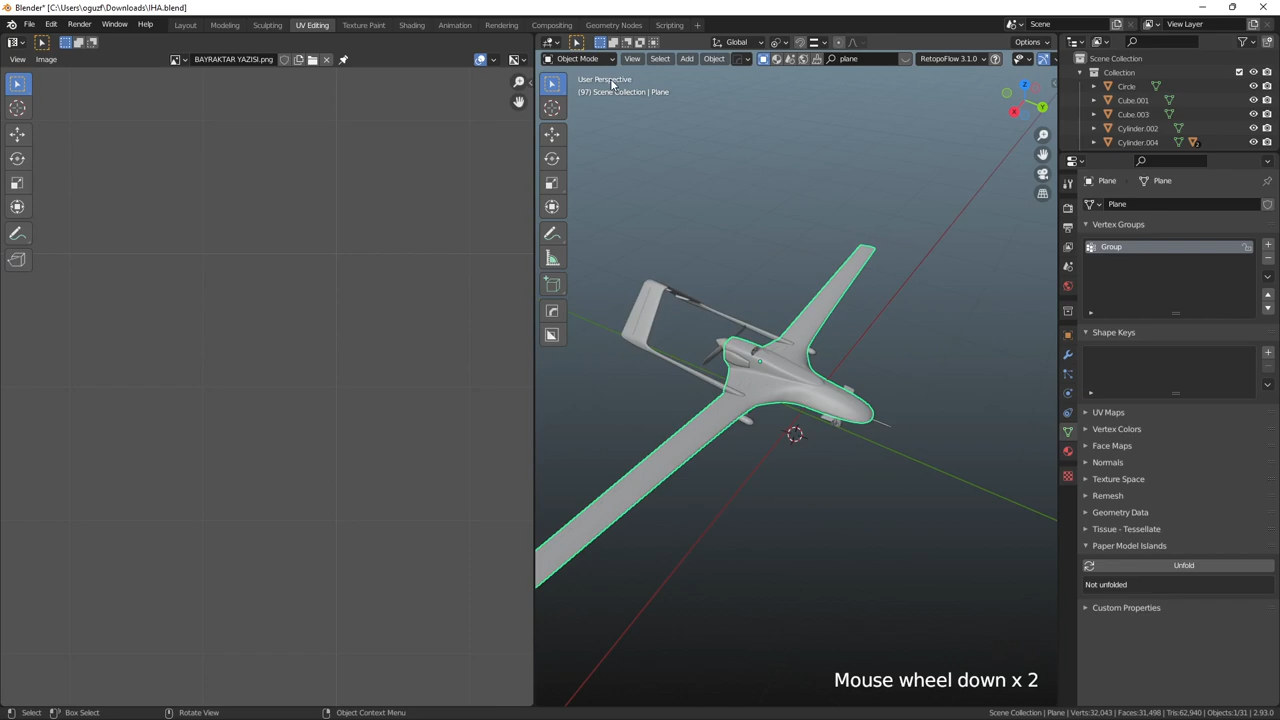 Blender* [C:\Users\oguzf\Downloads\IHA.blend]
File Edit Render Window Help
Layout Modeling Sculpting UV Editing Texture Paint Shading Animation Rendering Compositing Geometry Nodes Scripting +
Scene
View Layer
Global
Options
View Image
BAYRAKTAR YAZISI.png
Object Mode View Select Add Object
plane
RetopoFlow 3.1.0
User Perspective
(97) Scene Collection | Plane
Z
Y
X
Scene Collection
Collection
Circle
Cube.001
Cube.003
Cylinder.002
Cylinder.004
2
Plane Plane
Plane
Vertex Groups
Group
Shape Keys
UV Maps
Vertex Colors
Face Maps
Normals
Texture Space
Remesh
Geometry Data
Tissue - Tessellate
Paper Model Islands
Unfold
Not unfolded
Custom Properties
Mouse wheel down x 2
Select Box Select Rotate View Object Context Menu
Scene Collection | Plane | Verts:32,043 | Faces:31,498 | Tris:62,940 | Objects:1/31 | 2.93.0